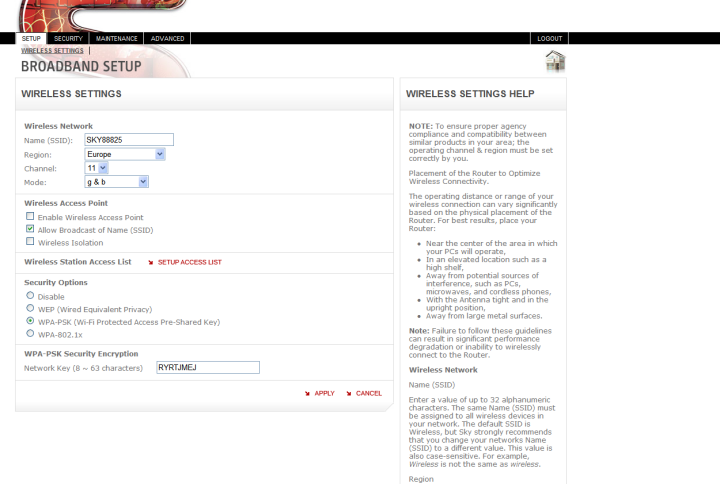 SETUP SECURITY MAINTENANCE ADVANCED LOGOUT
WIRELESS SETTINGS
BROADBAND SETUP
WIRELESS SETTINGS
Wireless Network
Name (SSID): SKY88825
Region: Europe
Channel: 11
Mode: g & b
Wireless Access Point
Enable Wireless Access Point
Allow Broadcast of Name (SSID)
Wireless Isolation
Wireless Station Access List SETUP ACCESS LIST
Security Options
Disable
WEP (Wired Equivalent Privacy)
WPA-PSK (Wi-Fi Protected Access Pre-Shared Key)
WPA-802.1x
WPA-PSK Security Encryption
Network Key (8 ~ 63 characters) RYRTJMEJ
APPLY CANCEL
WIRELESS SETTINGS HELP
NOTE: To ensure proper agency
compliance and compatibility between
similar products in your area; the
operating channel & region must be set
correctly by you.
Placement of the Router to Optimize
Wireless Connectivity.
The operating distance or range of your
wireless connection can vary significantly
based on the physical placement of the
Router. For best results, place your
Router:
Near the center of the area in which
your PCs will operate,
In an elevated location such as a
high shelf,
Away from potential sources of
interference, such as PCs,
microwaves, and cordless phones,
With the Antenna tight and in the
upright position,
Away from large metal surfaces.
Note: Failure to follow these guidelines
can result in significant performance
degradation or inability to wirelessly
connect to the Router.
Wireless Network
Name (SSID)
Enter a value of up to 32 alphanumeric
characters. The same Name (SSID) must
be assigned to all wireless devices in
your network. The default SSID is
Wireless, but Sky strongly recommends
that you change your networks Name
(SSID) to a different value. This value is
also case-sensitive. For example,
Wireless is not the same as wireless.
Region